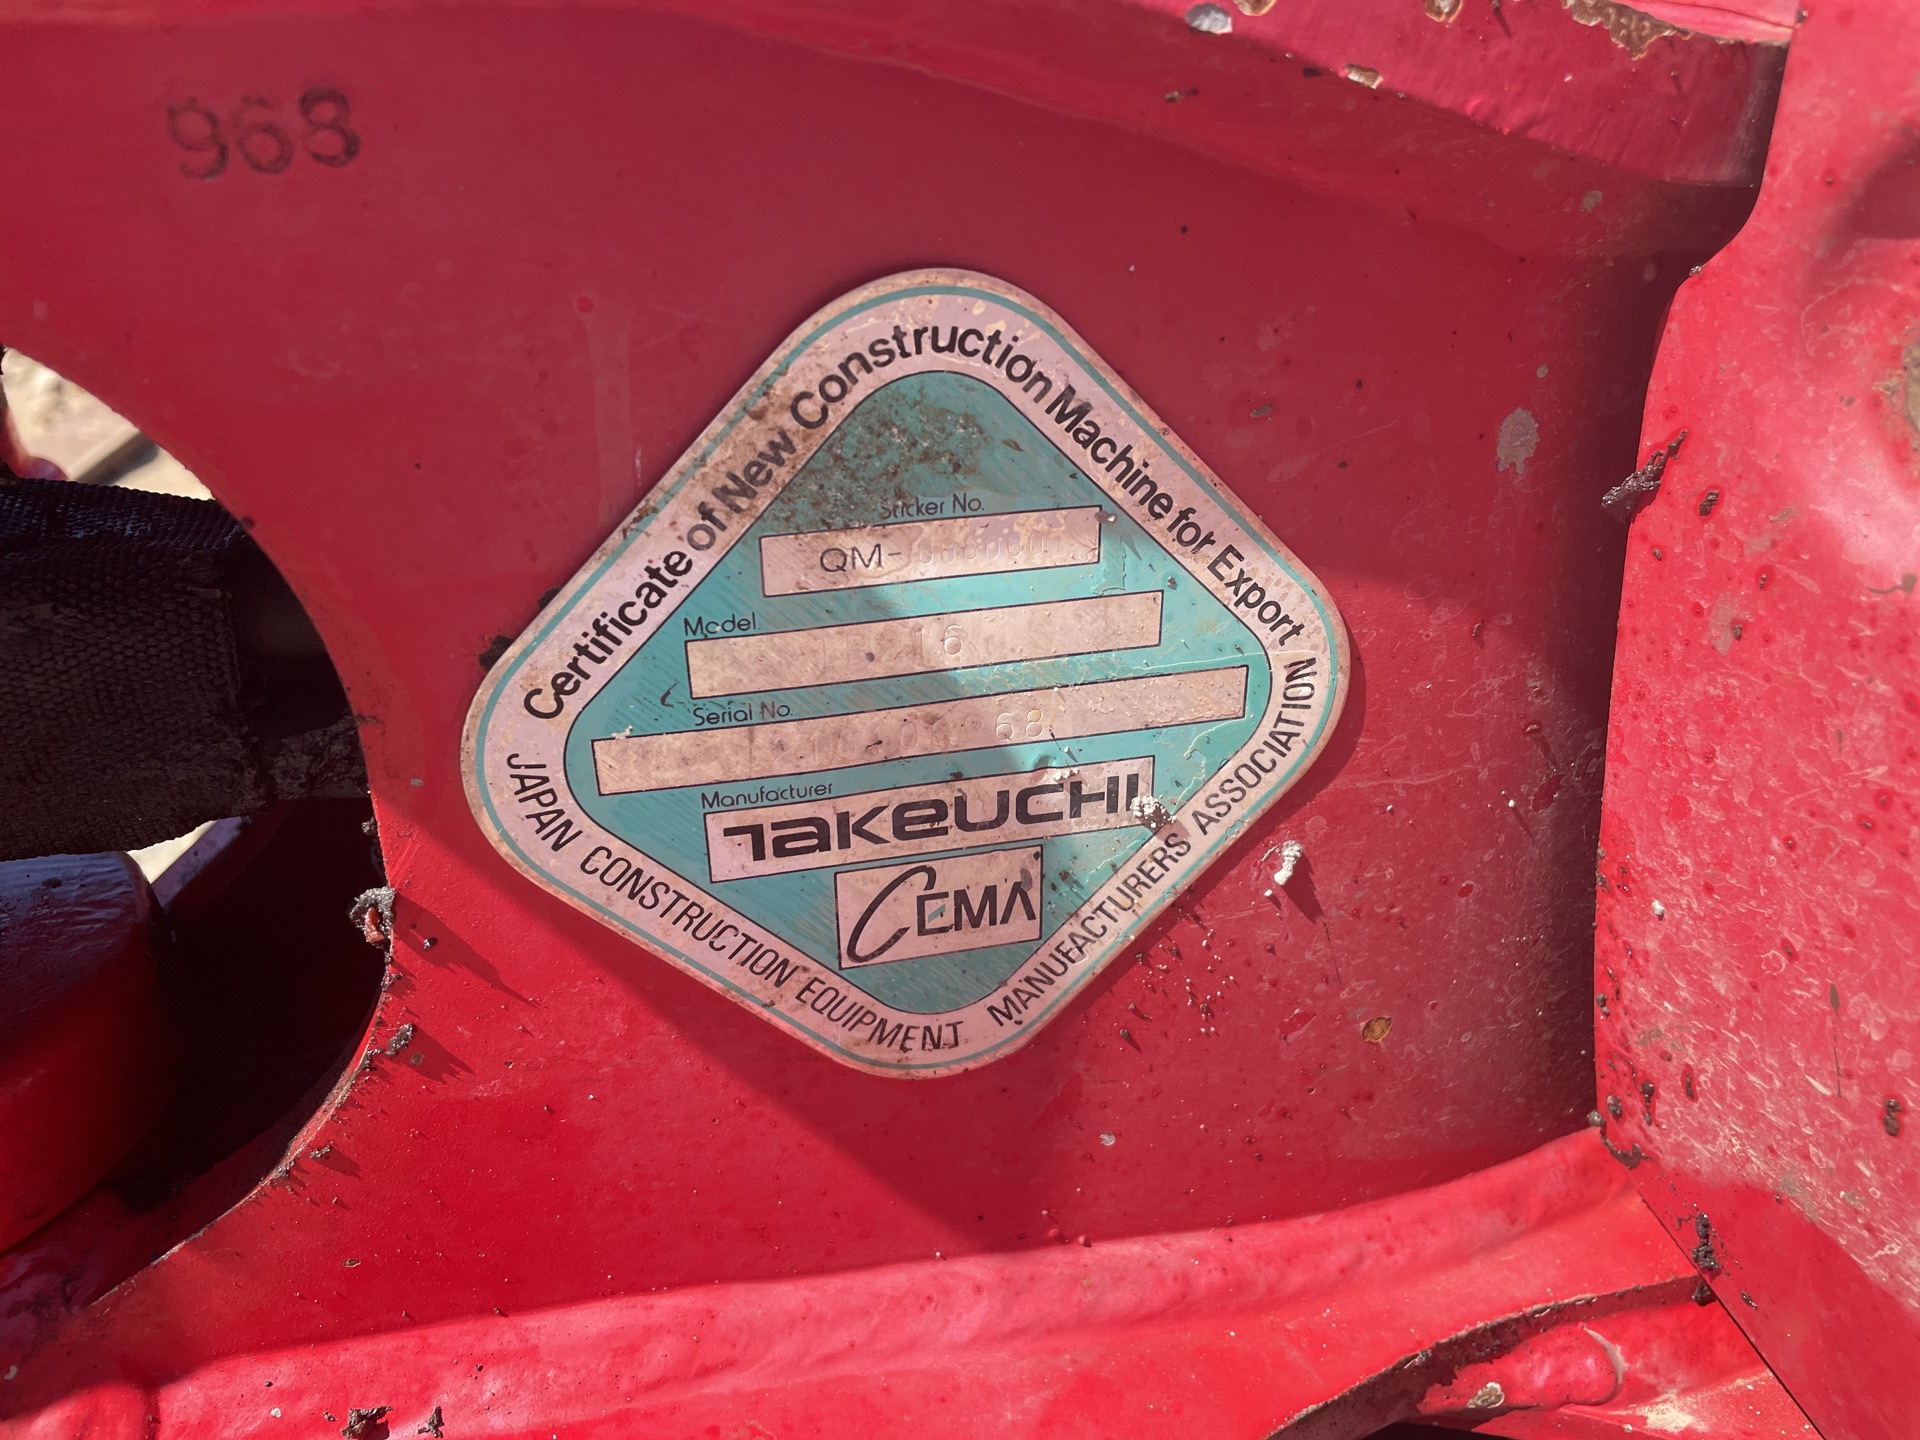 968
Certificate of New Construction Machine for Export
Sticker No.
QM-
Model
TB216
Serial No.
Manufacturer
TAKEUCHI
CEMA
JAPAN CONSTRUCTION EQUIPMENT MANUFACTURERS ASSOCIATION